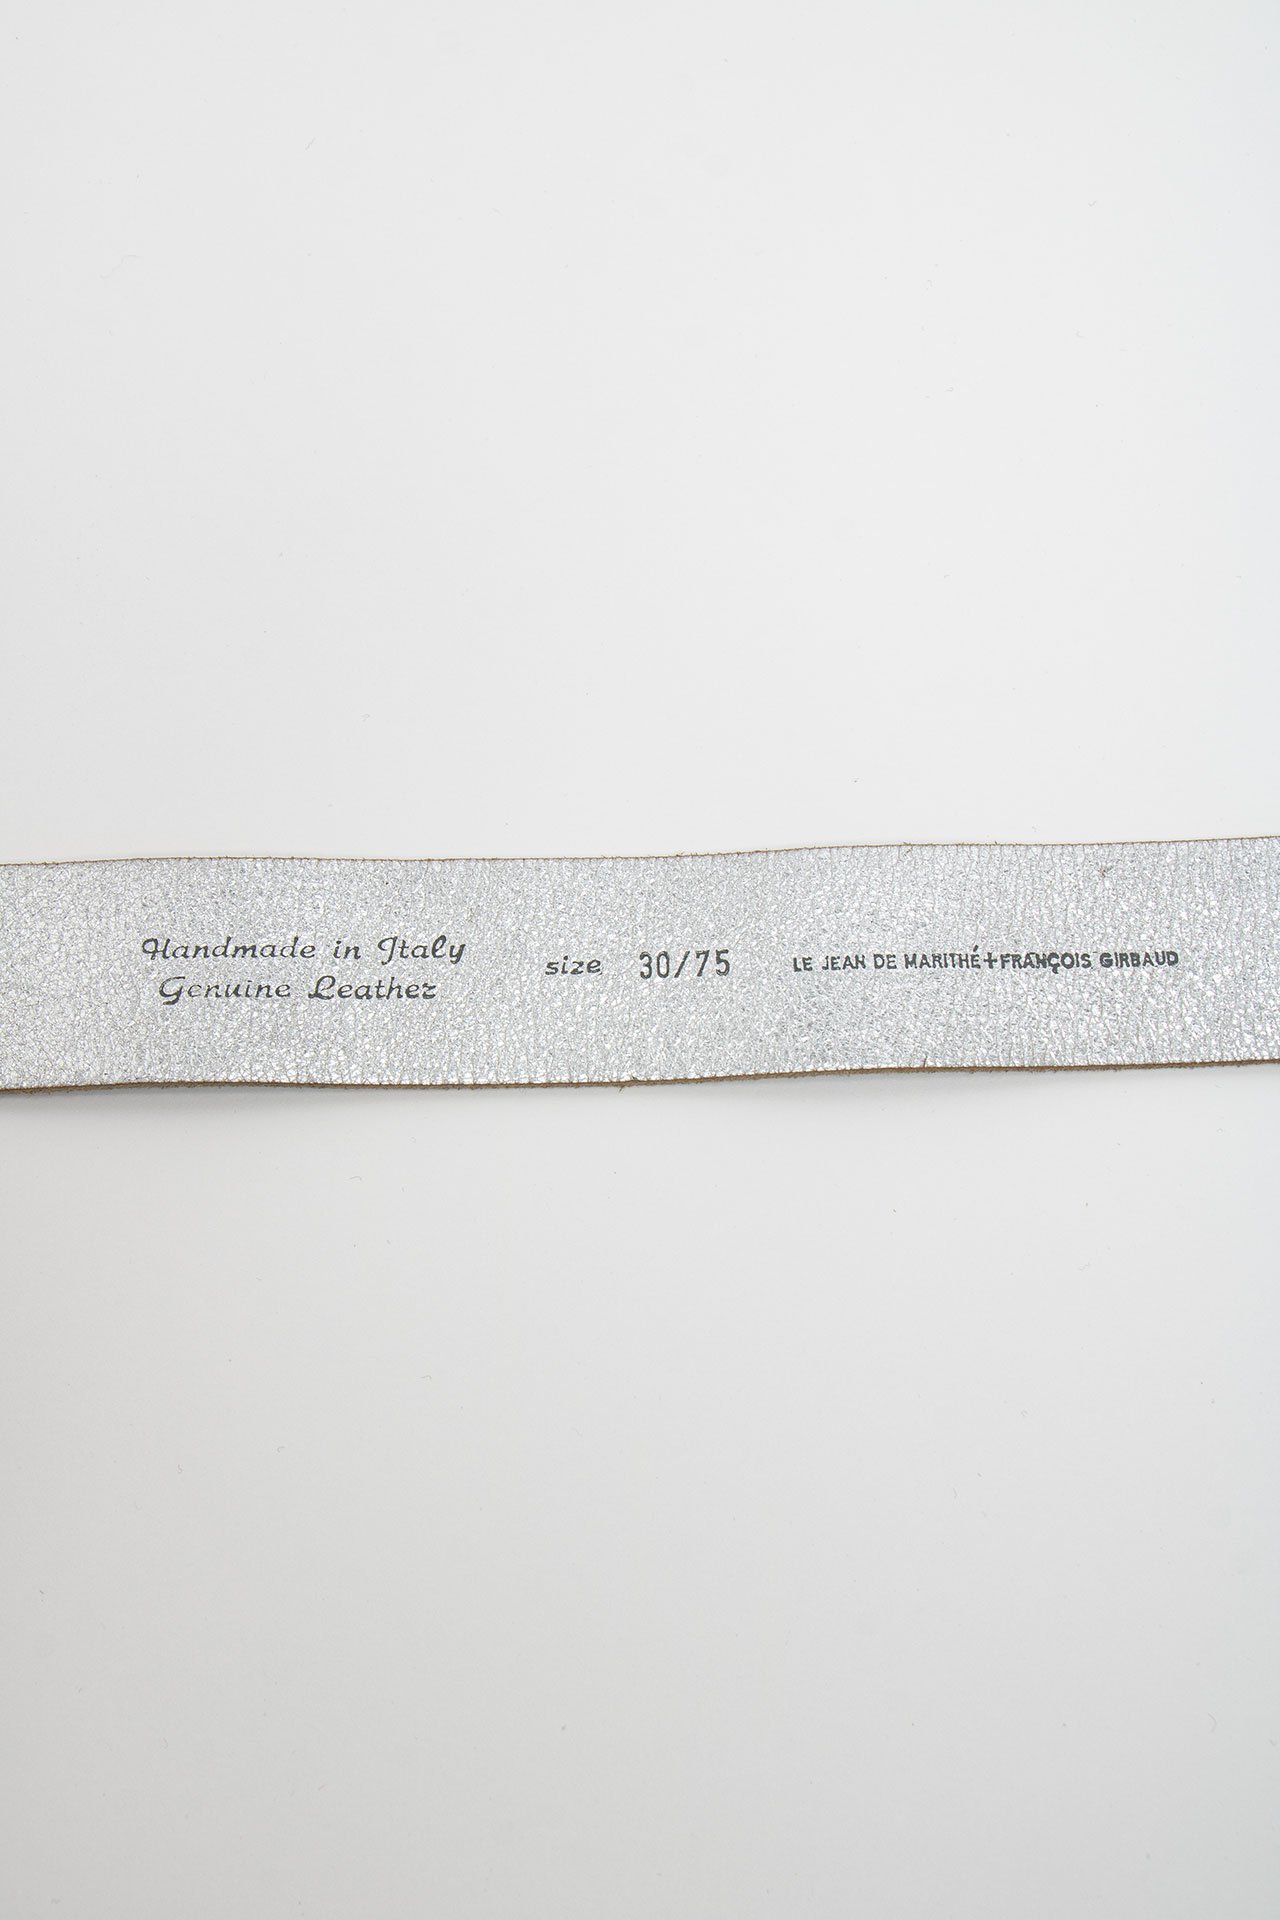 Handmade in Italy
Genuine Leather
size 30/75
LE JEAN DE MARITHÉ+FRANÇOIS GIRBAUD